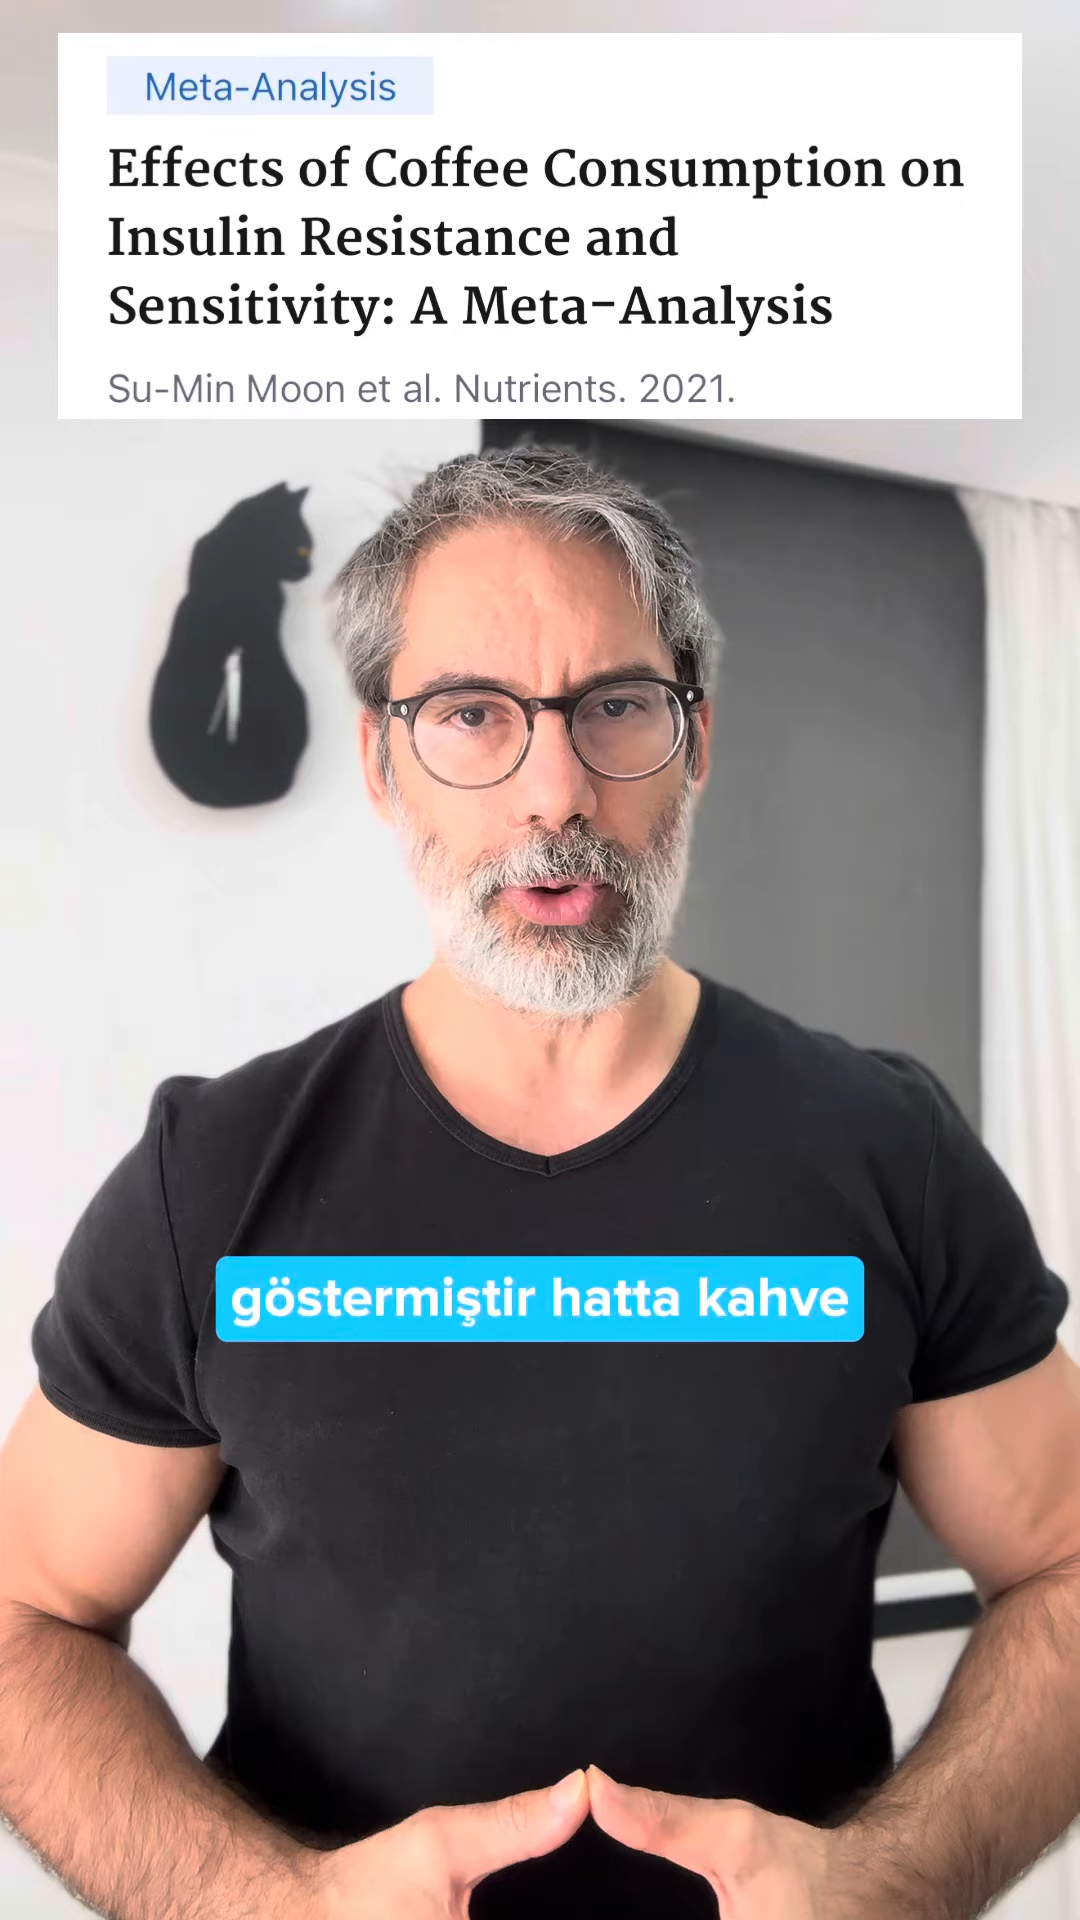 Meta-Analysis
Effects of Coffee Consumption on
Insulin Resistance and
Sensitivity: A Meta-Analysis
Su-Min Moon et al. Nutrients. 2021.
göstermiştir hatta kahve